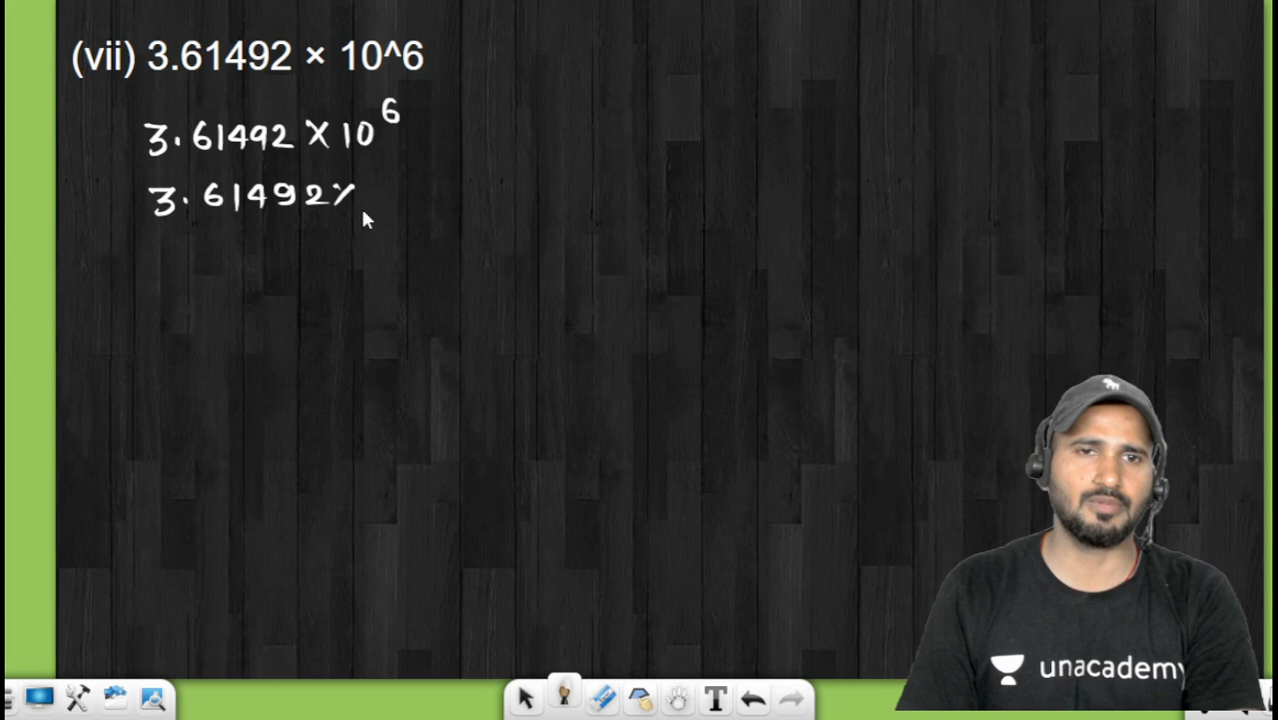 (vii) 3.61492 × 10^6
3.61492 × 10^6
3.61492 ×
unacademy